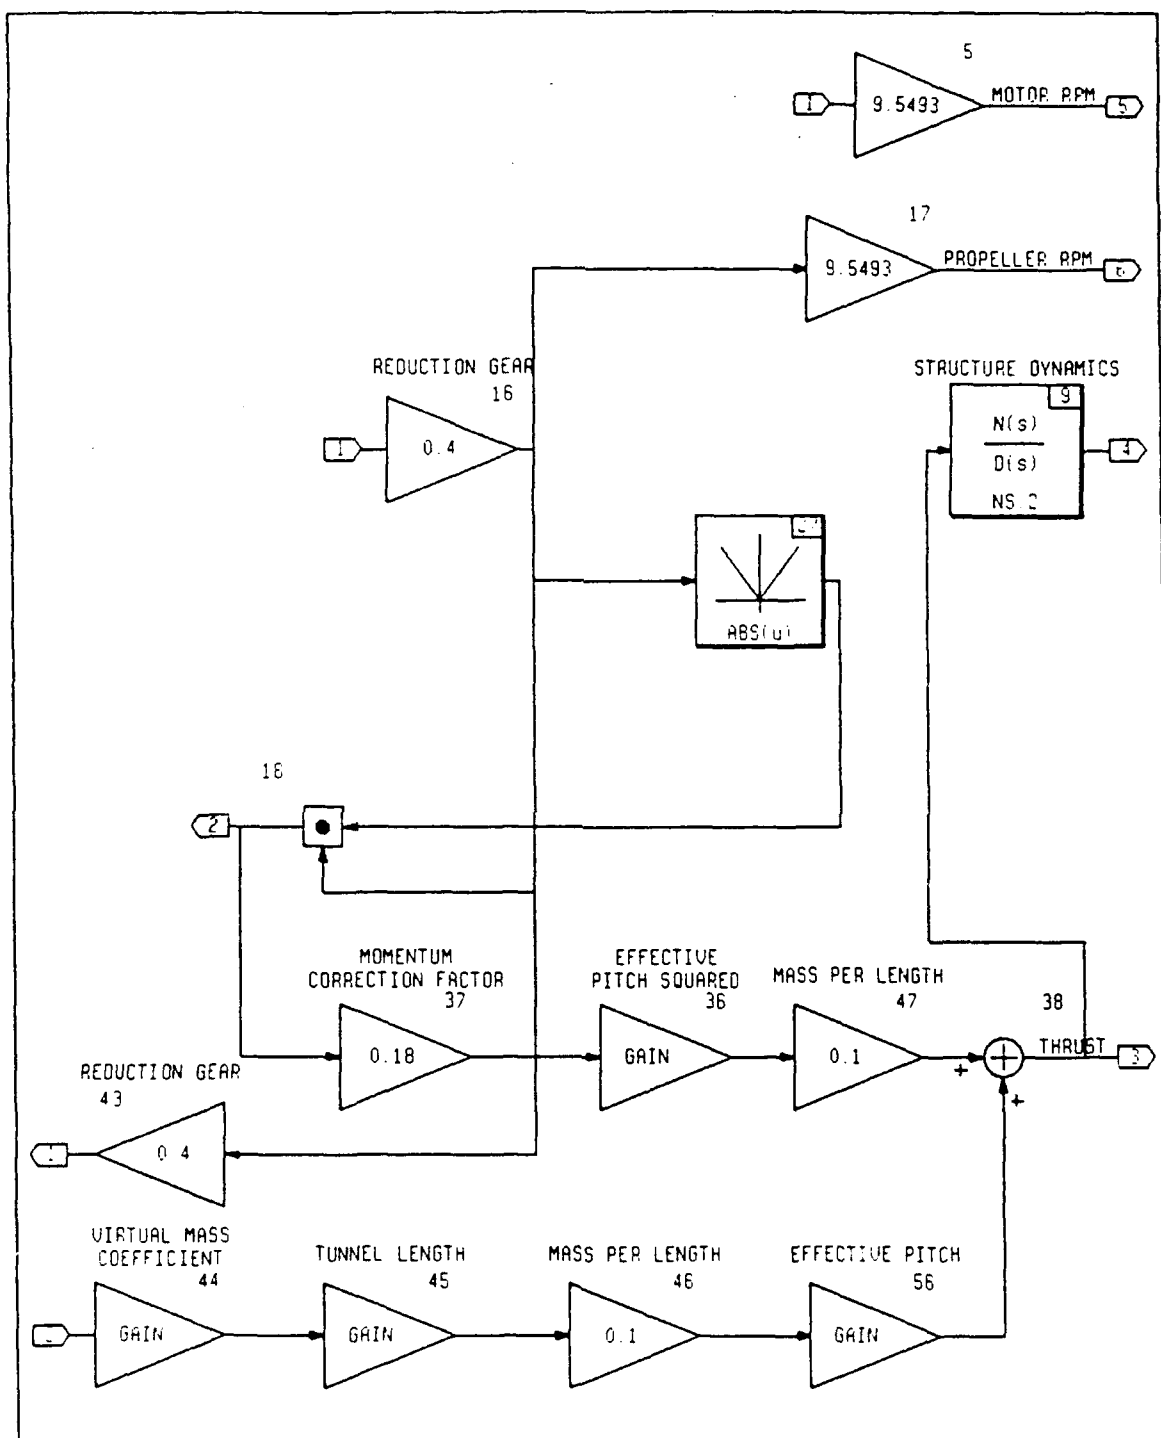 5
9.5493
MOTOR RPM
5
17
9.5493
PROPELLER RPM
6
REDUCTION GEAR
16
1
0.4
STRUCTURE DYNAMICS
9
N(s)
D(s)
4
ABS(u)
18
2
MOMENTUM
CORRECTION FACTOR
37
0.18
EFFECTIVE
PITCH SQUARED
36
GAIN
MASS PER LENGTH
47
0.1
38
+
+
THRUST
3
REDUCTION GEAR
43
0.4
VIRTUAL MASS
COEFFICIENT
44
GAIN
TUNNEL LENGTH
45
GAIN
MASS PER LENGTH
46
0.1
EFFECTIVE PITCH
56
GAIN